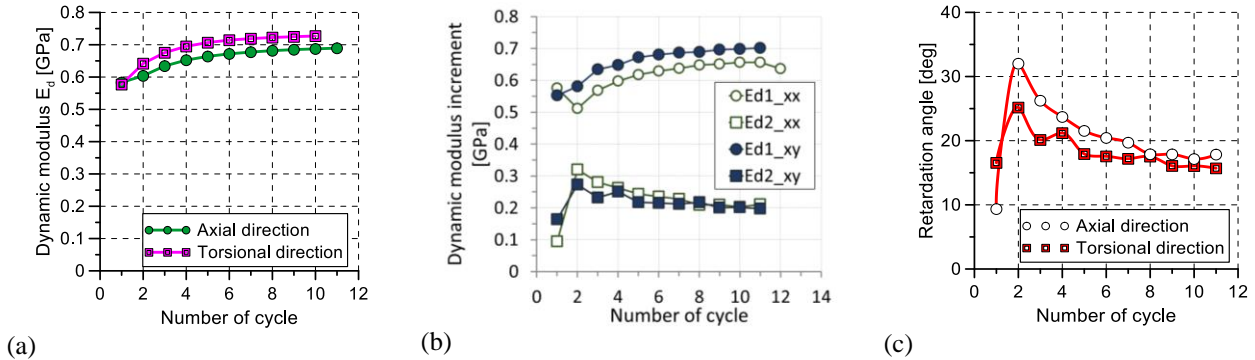 Dynamic modulus E_d [GPa]
0.8
0.7
0.6
0.5
0.4
0.3
0.2
0.1
0
Axial direction
Torsional direction
0 2 4 6 8 10 12
Number of cycle
(a)
Dynamic modulus increment
[GPa]
0.8
0.7
0.6
0.5
0.4
0.3
0.2
0.1
0
Ed1_xx
Ed2_xx
Ed1_xy
Ed2_xy
0 2 4 6 8 10 12 14
Number of cycle
(b)
Retardation angle [deg]
40
30
20
10
0
Axial direction
Torsional direction
0 2 4 6 8 10 12
Number of cycle
(c)